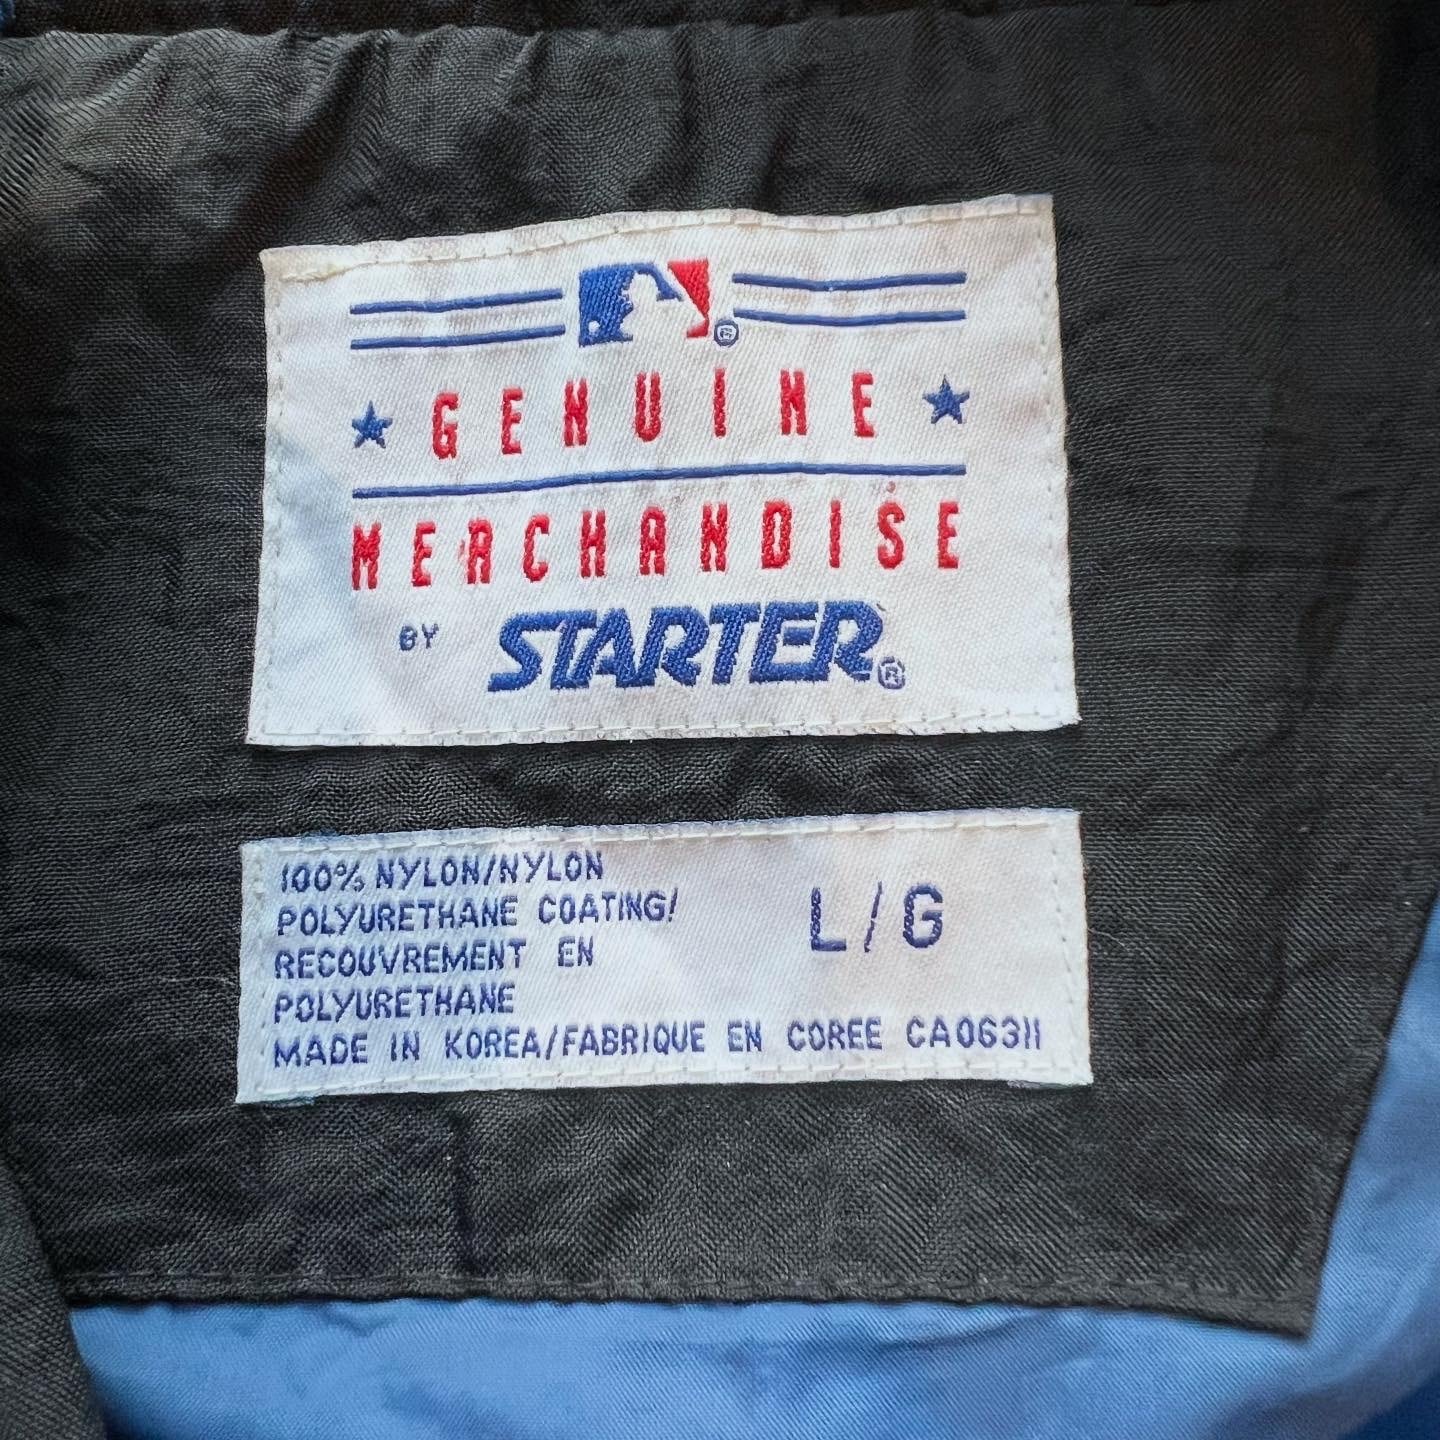 GENUINE
MERCHANDISE
BY STARTER®
100% NYLON/NYLON
POLYURETHANE COATING/
RECOUVREMENT EN
POLYURETHANE
L/G
MADE IN KOREA/FABRIQUE EN COREE CA06311